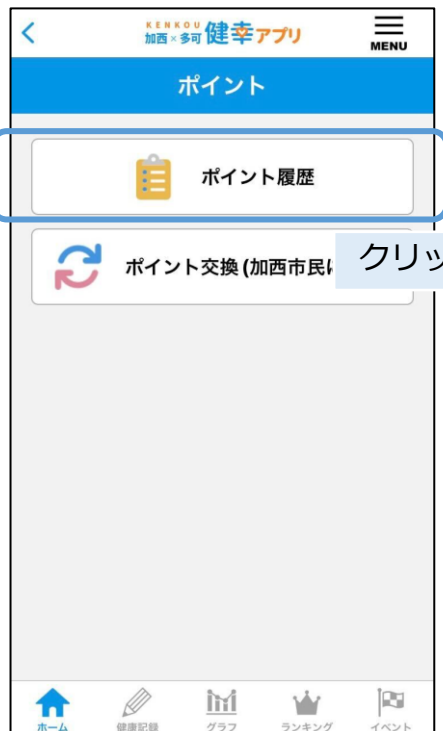 KENKOU
加西×多可 健幸アプリ
MENU
ポイント
ポイント履歴
ポイント交換 (加西市民
クリッ
ホーム
健康記録
グラフ
ランキング
イベント